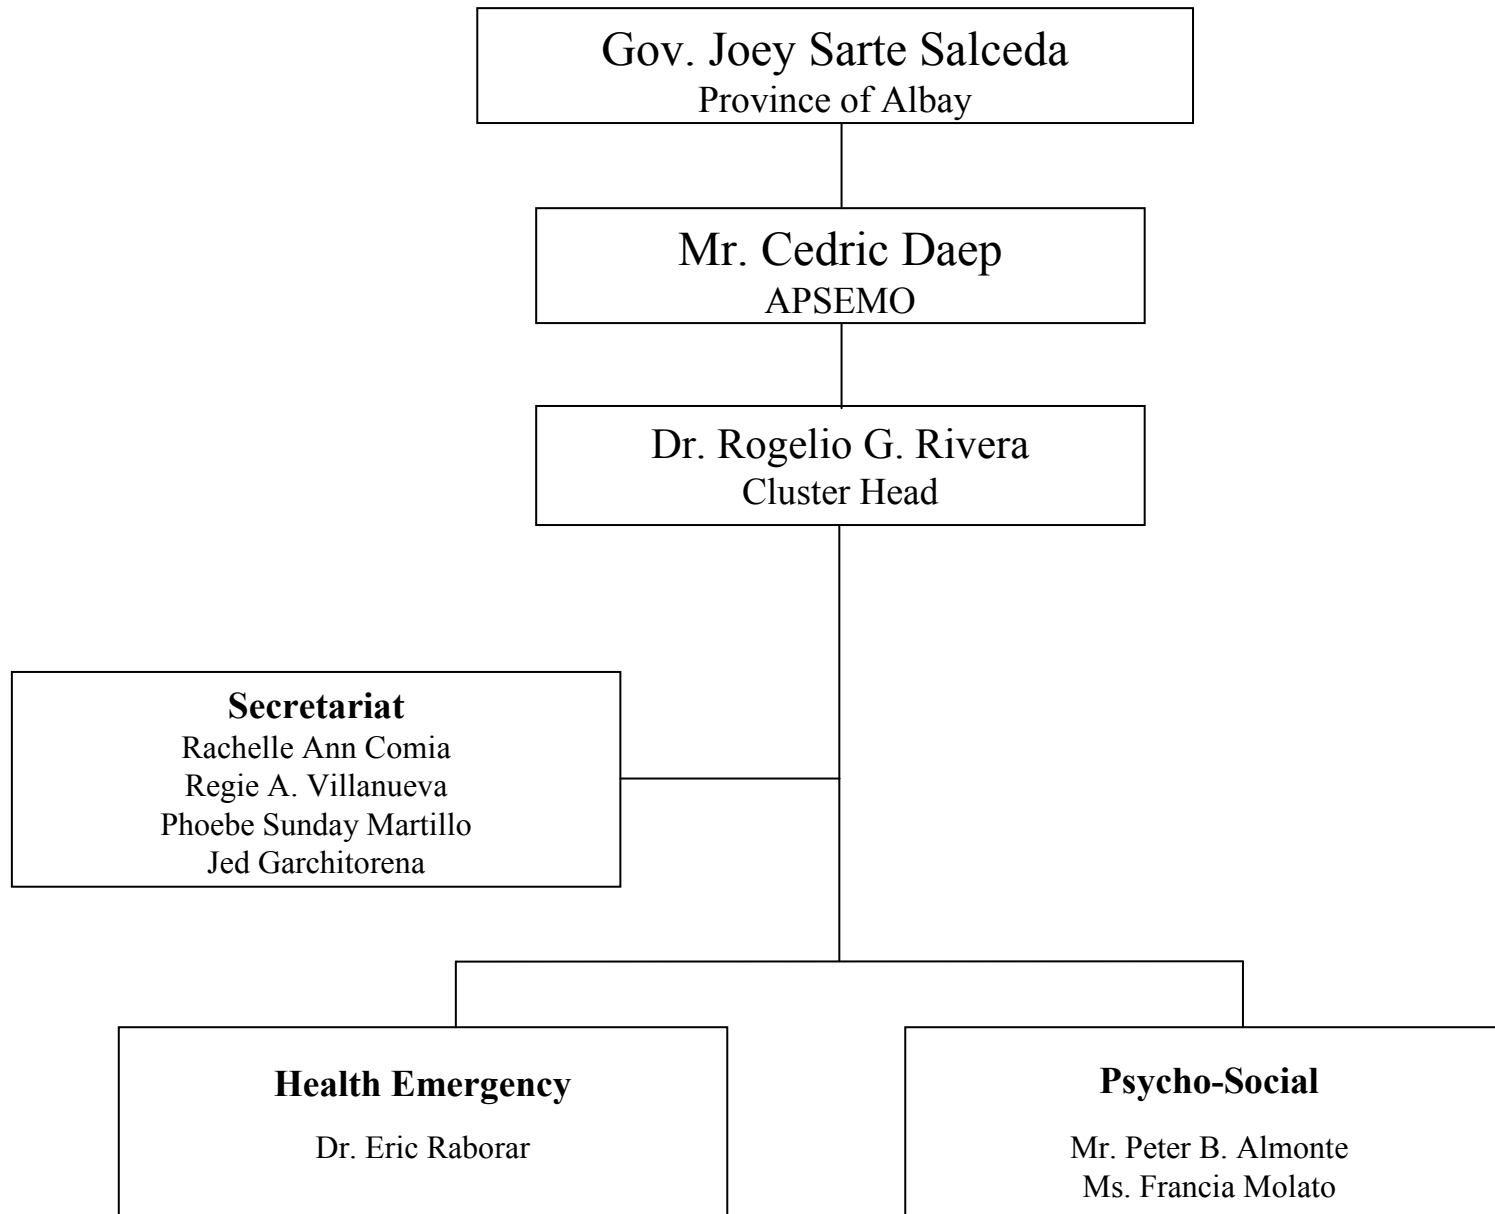 Gov. Joey Sarte Salceda
Province of Albay
Mr. Cedric Daep
APSEMO
Dr. Rogelio G. Rivera
Cluster Head
Secretariat
Rachelle Ann Comia
Regie A. Villanueva
Phoebe Sunday Martillo
Jed Garchitorena
Health Emergency
Dr. Eric Raborar
Psycho-Social
Mr. Peter B. Almonte
Ms. Francia Molato